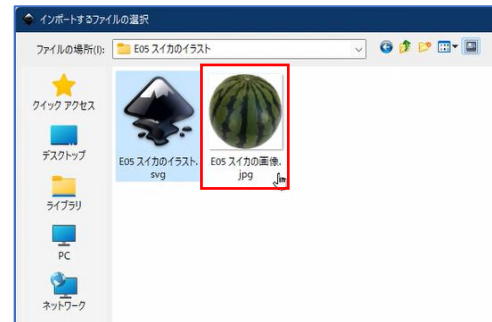 インポートするファイルの選択
ファイルの場所(I):
E05 スイカのイラスト
クイック アクセス
デスクトップ
ライブラリ
PC
ネットワーク
E05 スイカのイラスト.
svg
E05 スイカの画像.
jpg